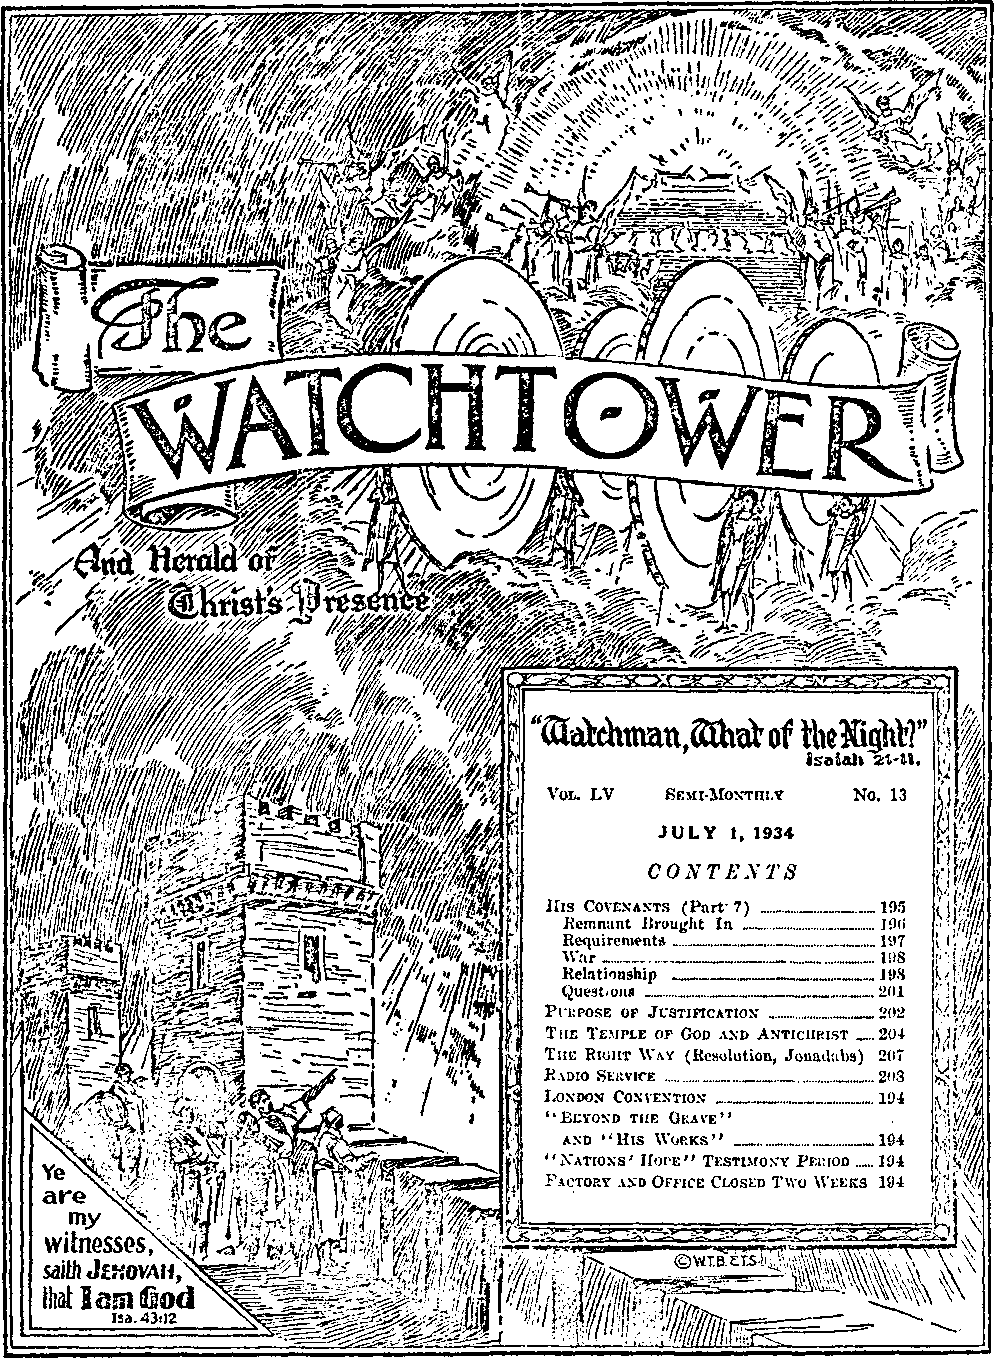 The
WATCHTOWER
And Herald of
Christ's Presence
"Watchman, What of the Night?"
Isaiah 21-11.
VOL. LV SEMI-MONTHLY No. 13
JULY 1, 1934
CONTENTS
HIS COVENANTS (Part 7) 195
Remnant Brought In 196
Requirements 197
War 198
Relationship 198
Questions 201
PURPOSE OF JUSTIFICATION 202
THE TEMPLE OF GOD AND ANTICHRIST 204
THE RIGHT WAY (Resolution, Jonadabs) 207
RADIO SERVICE 208
LONDON CONVENTION 194
"BEYOND THE GRAVE"
AND "HIS WORKS" 194
"NATIONS' HOPE" TESTIMONY PERIOD 194
FACTORY AND OFFICE CLOSED TWO WEEKS 194
Ye
are
my
witnesses,
saith JEHOVAH,
that I am God
Isa. 43:12
©W.T.B.&T.S.